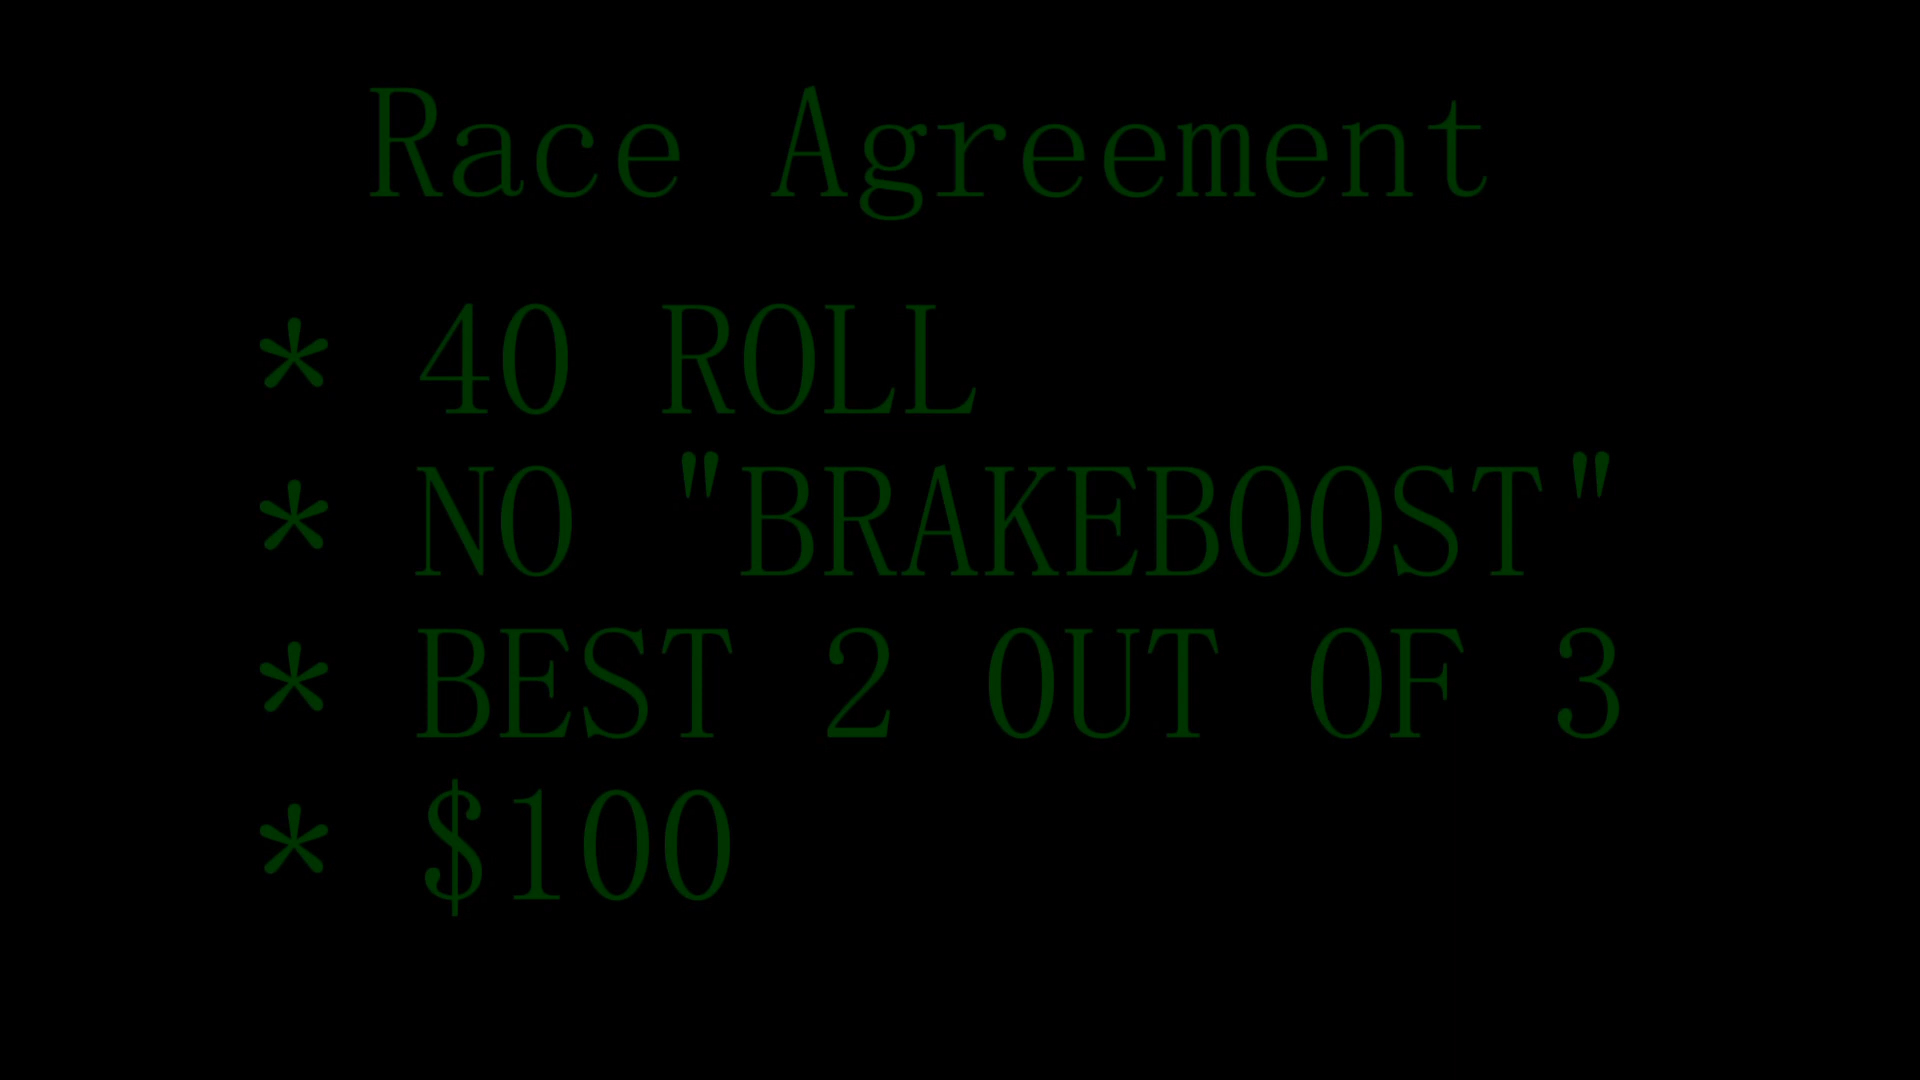 Race Agreement
* 40 ROLL
* NO "BRAKEBOOST"
* BEST 2 OUT OF 3
* $100